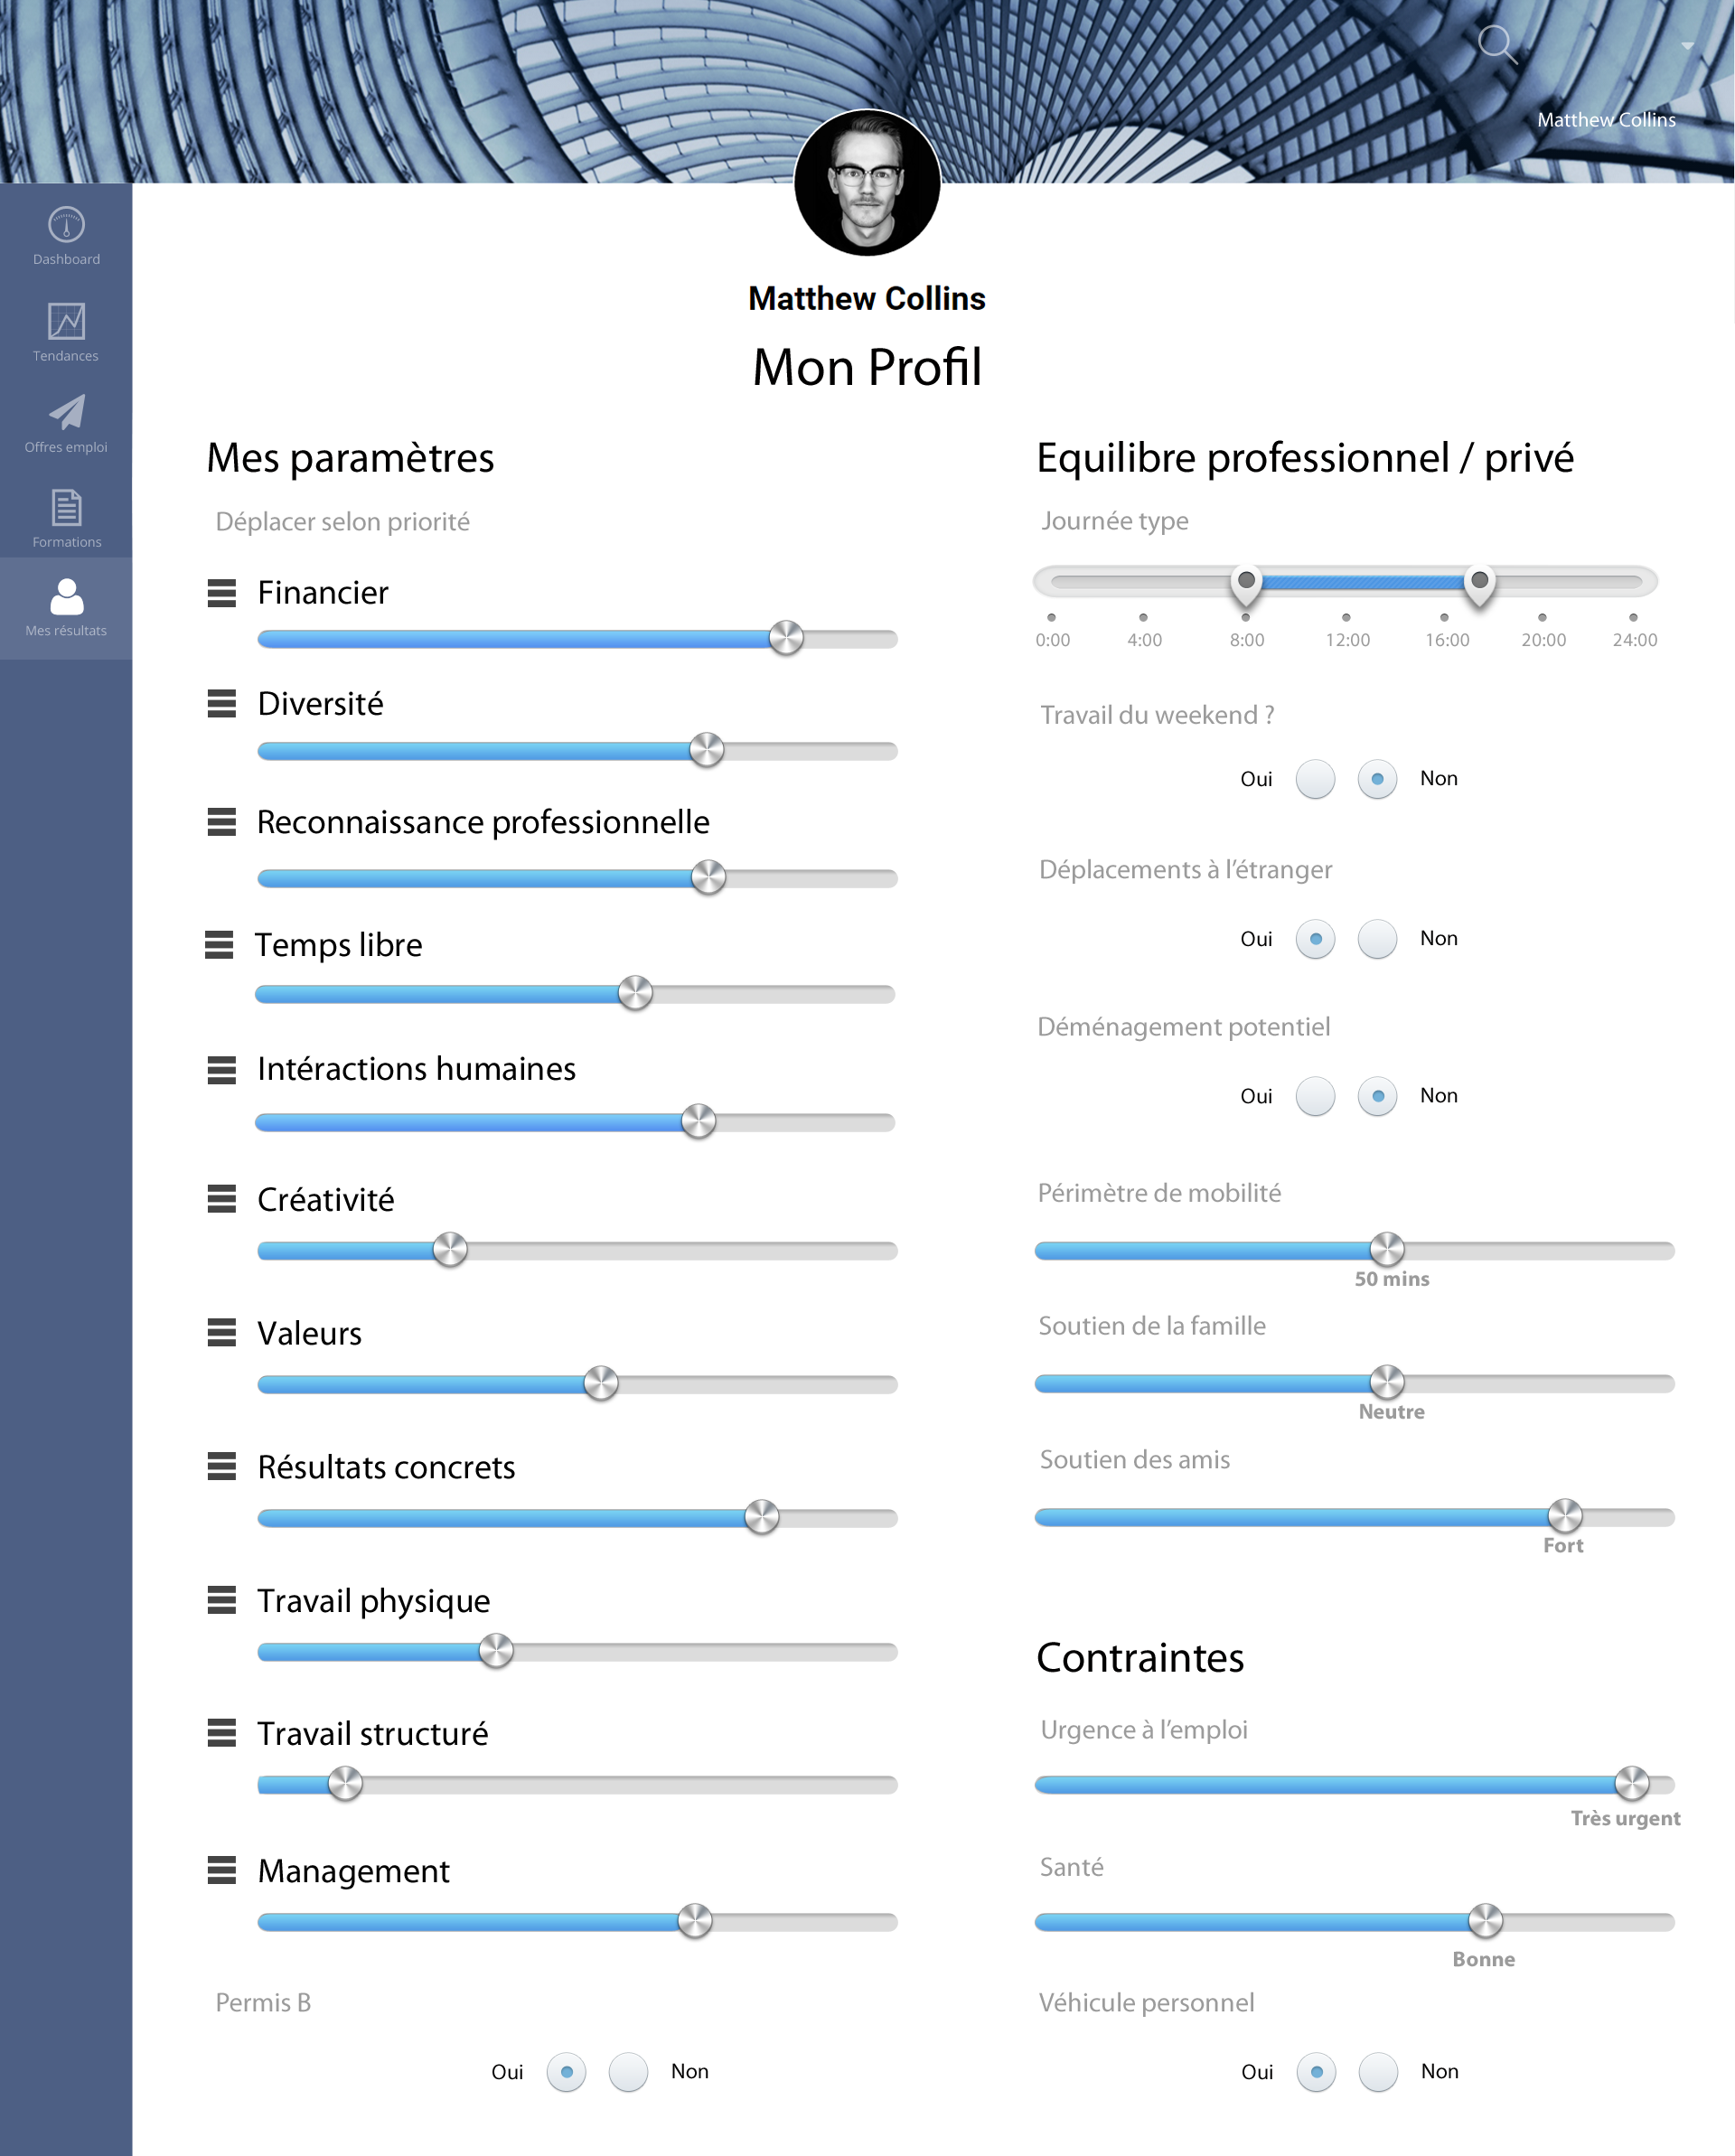 Matthew Collins
Dashboard
Tendances
Offres emploi
Formations
Mes résultats
Matthew Collins
Mon Profil
Mes paramètres
Déplacer selon priorité
Financier
Diversité
Reconnaissance professionnelle
Temps libre
Intéractions humaines
Créativité
Valeurs
Résultats concrets
Travail physique
Travail structuré
Management
Permis B
Oui Non
Equilibre professionnel / privé
Journée type
0:00 4:00 8:00 12:00 16:00 20:00 24:00
Travail du weekend ?
Oui Non
Déplacements à l’étranger
Oui Non
Déménagement potentiel
Oui Non
Périmètre de mobilité
50 mins
Soutien de la famille
Neutre
Soutien des amis
Fort
Contraintes
Urgence à l’emploi
Très urgent
Santé
Bonne
Véhicule personnel
Oui Non